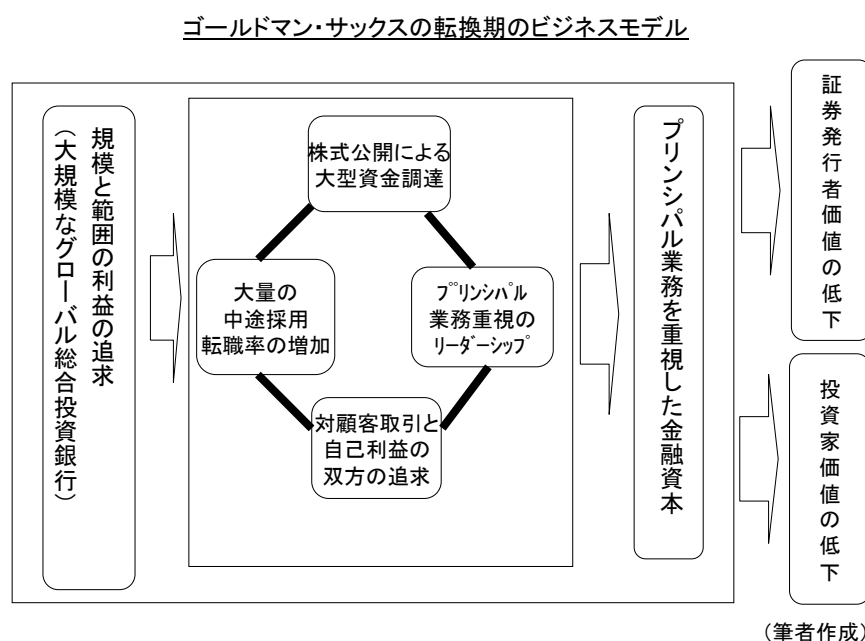 ゴールドマン・サックスの転換期のビジネスモデル
規模と範囲の利益の追求
（大規模なグローバル総合投資銀行）
株式公開による
大型資金調達
大量の
中途採用
転職率の増加
ﾌﾟﾘﾝｼﾊﾟﾙ
業務重視の
ﾘｰﾀﾞｰｼｯﾌﾟ
対顧客取引と
自己利益の
双方の追求
プリンシパル業務を重視した金融資本
証券発行者価値の低下
投資家価値の低下
（筆者作成）